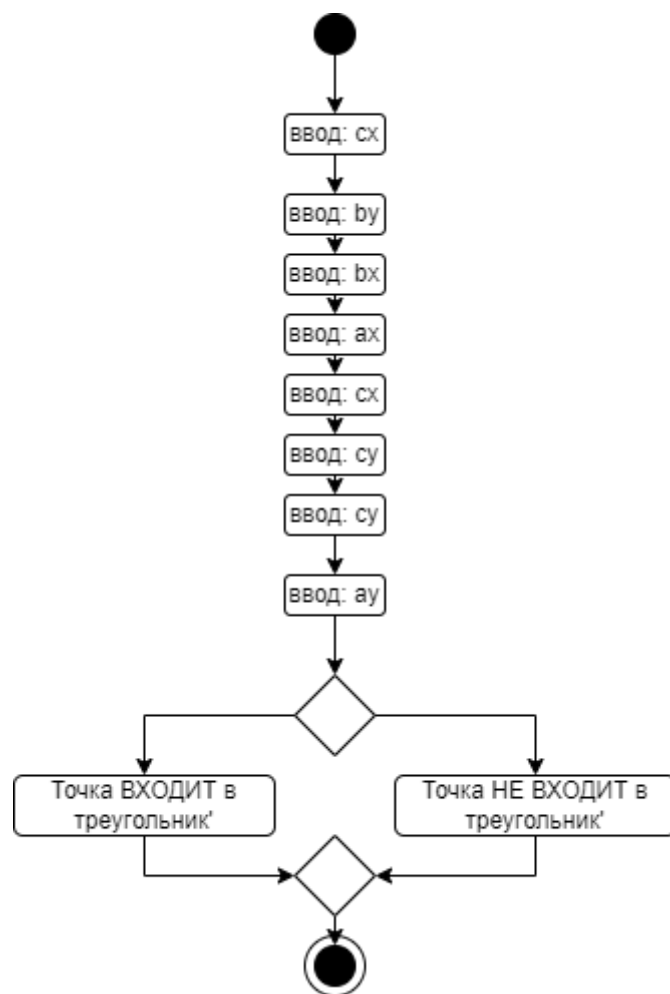 ввод: cx
ввод: by
ввод: bx
ввод: ax
ввод: cx
ввод: cy
ввод: cy
ввод: ay
Точка ВХОДИТ в
треугольник'
Точка НЕ ВХОДИТ в
треугольник'